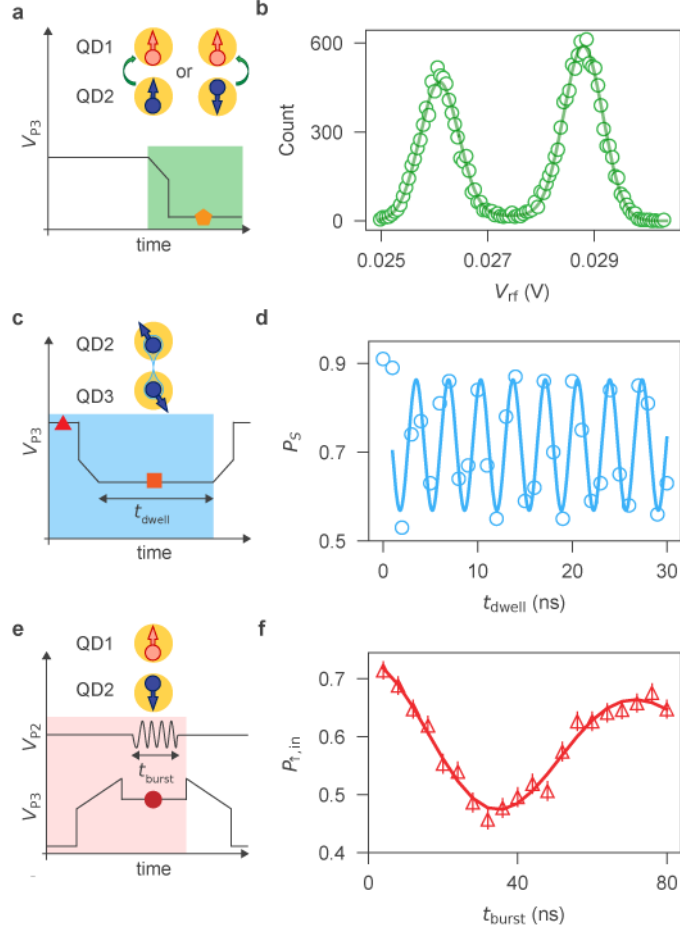 a
QD1
or
QD2
V_P3
time
b
Count
600
300
0
0.025
0.027
0.029
V_rf (V)
c
QD2
QD3
V_P3
t_dwell
time
d
P_S
0.9
0.7
0.5
0
10
20
30
t_dwell (ns)
e
QD1
QD2
V_P2
t_burst
V_P3
time
f
P_↑,in
0.7
0.6
0.5
0.4
0
40
80
t_burst (ns)